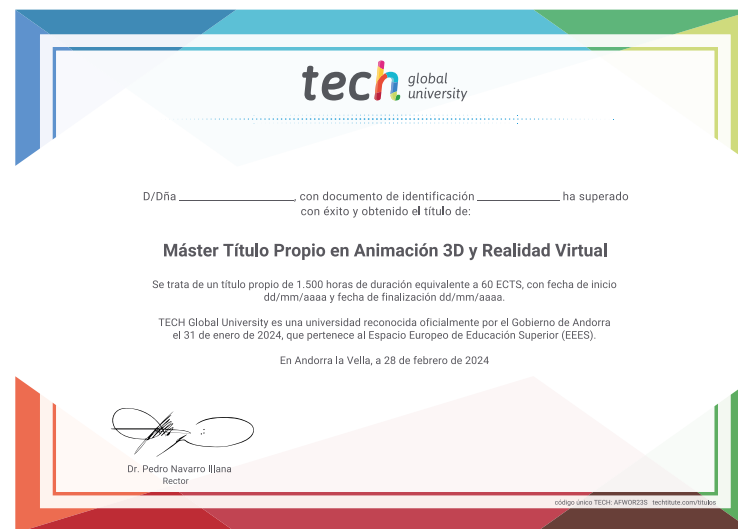 tech global
university
D/Dña ______________, con documento de identificación ____________ ha superado
con éxito y obtenido el título de:
Máster Título Propio en Animación 3D y Realidad Virtual
Se trata de un título propio de 1.500 horas de duración equivalente a 60 ECTS, con fecha de inicio
dd/mm/aaaa y fecha de finalización dd/mm/aaaa.
TECH Global University es una universidad reconocida oficialmente por el Gobierno de Andorra
el 31 de enero de 2024, que pertenece al Espacio Europeo de Educación Superior (EEES).
En Andorra la Vella, a 28 de febrero de 2024
Dr. Pedro Navarro Illana
Rector
código único TECH: AFWOR23S techtitute.com/titulos